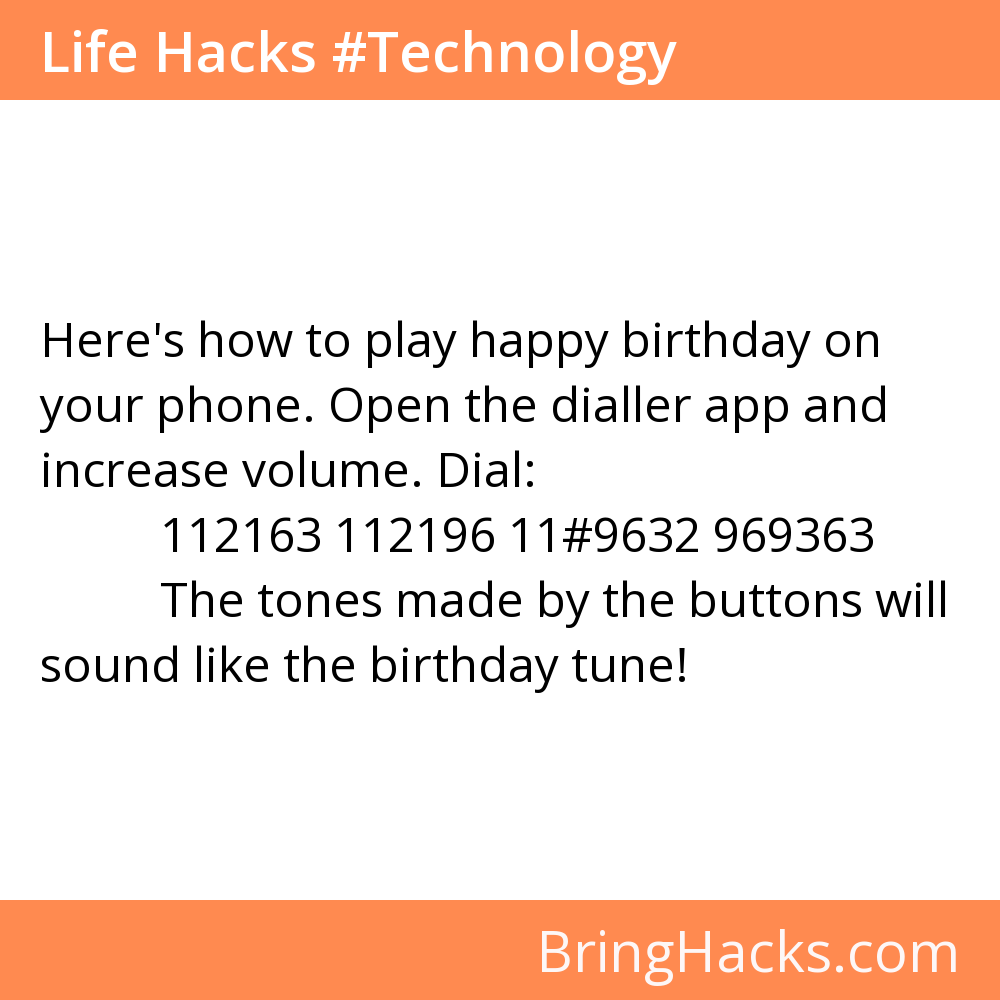 Life Hacks #Technology
Here's how to play happy birthday on
your phone. Open the dialler app and
increase volume. Dial:
112163 112196 11#9632 969363
The tones made by the buttons will
sound like the birthday tune!
BringHacks.com